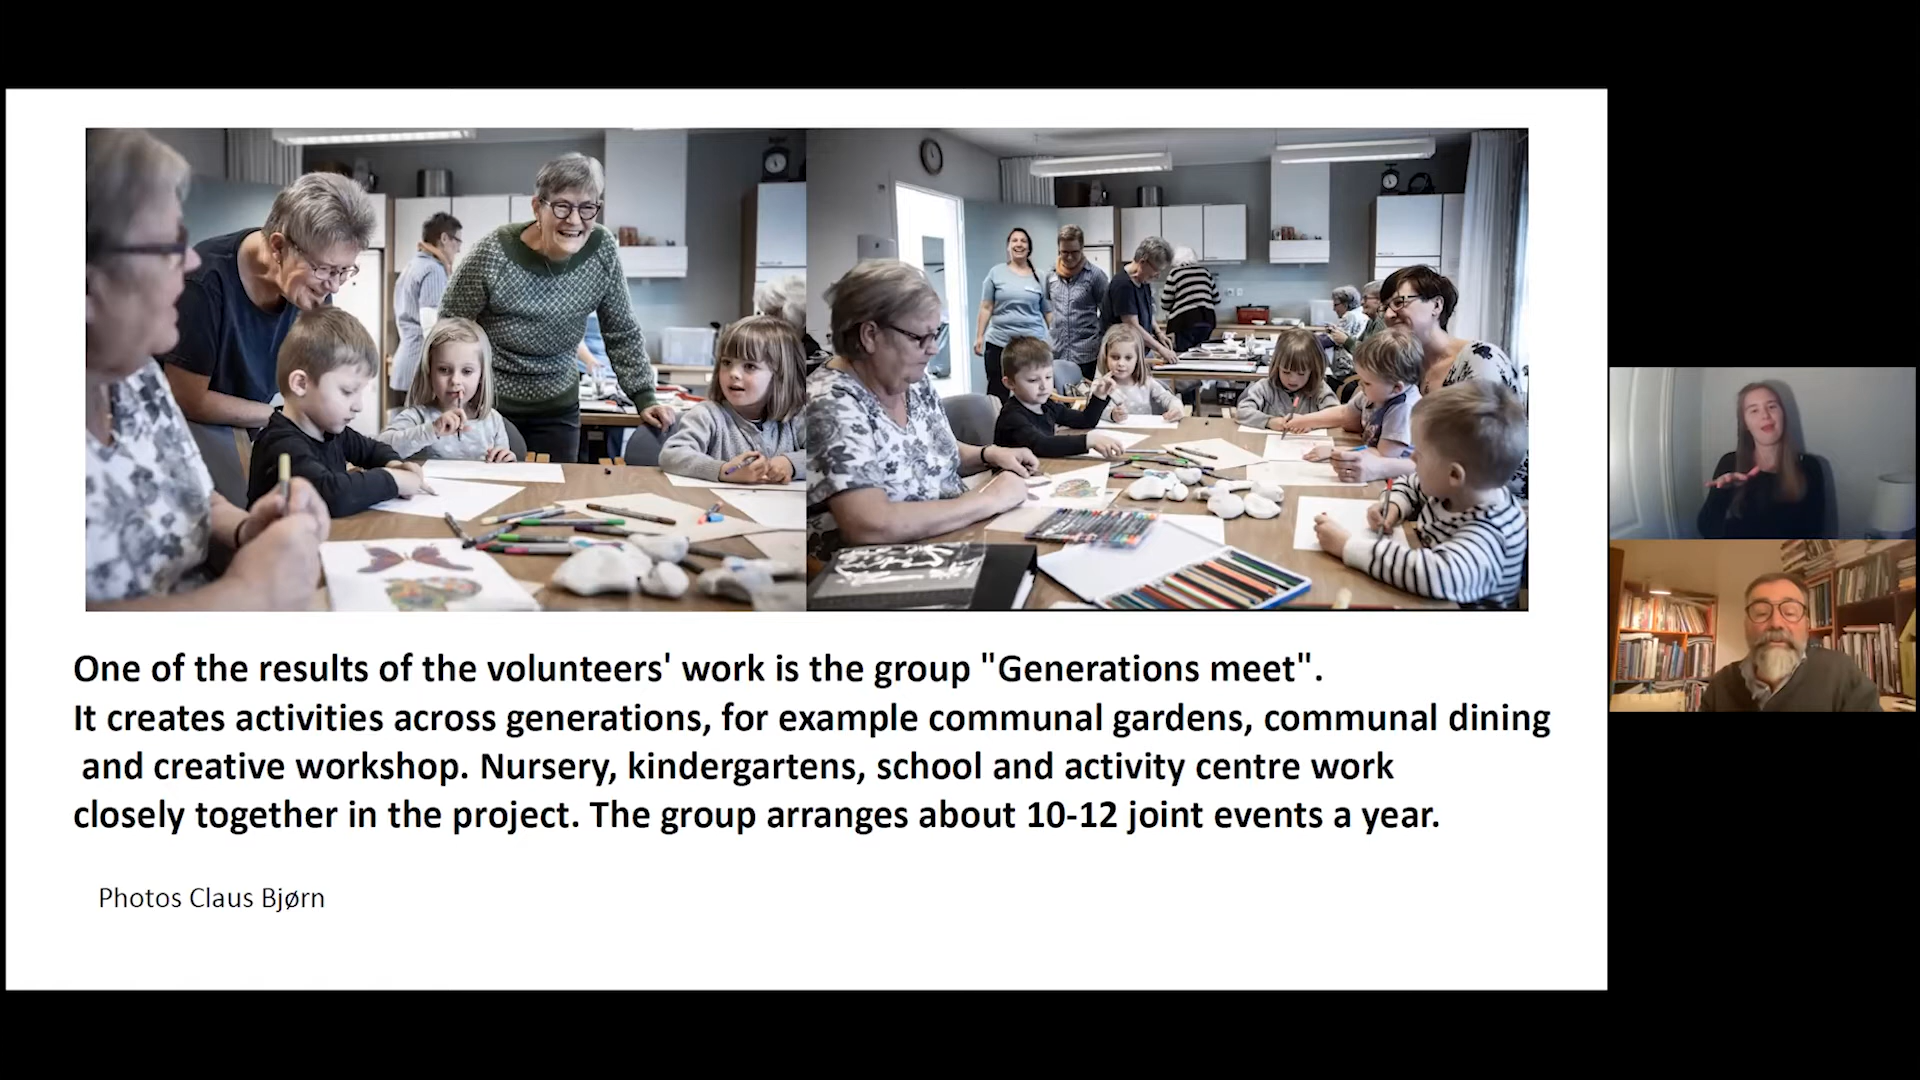 One of the results of the volunteers' work is the group "Generations meet".
It creates activities across generations, for example communal gardens, communal dining
and creative workshop. Nursery, kindergartens, school and activity centre work
closely together in the project. The group arranges about 10-12 joint events a year.
Photos Claus Bjørn